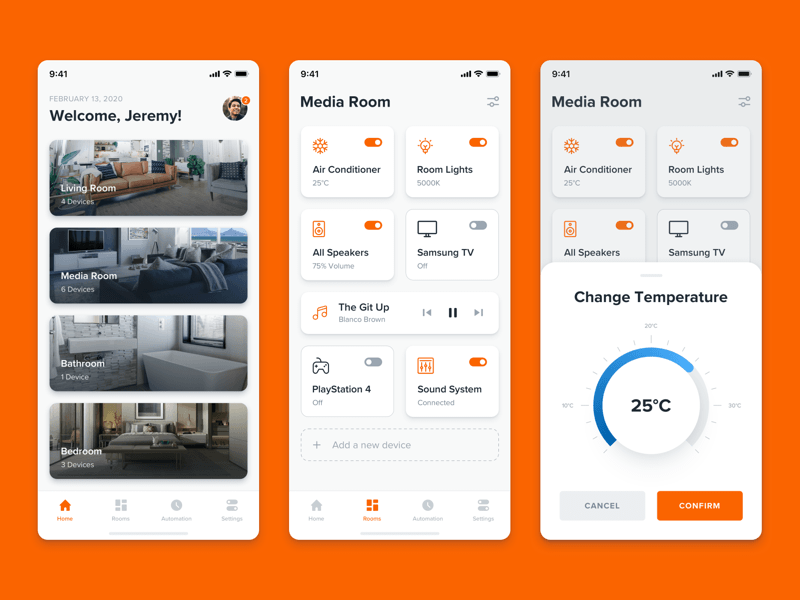 9:41
FEBRUARY 13, 2020
Welcome, Jeremy!
2
Living Room
4 Devices
Media Room
6 Devices
Bathroom
1 Device
Bedroom
3 Devices
Home
Rooms
Automation
Settings
9:41
Media Room
Air Conditioner
25°C
Room Lights
5000K
All Speakers
75% Volume
Samsung TV
Off
The Git Up
Blanco Brown
PlayStation 4
Off
Sound System
Connected
+ Add a new device
Home
Rooms
Automation
Settings
9:41
Media Room
Air Conditioner
25°C
Room Lights
5000K
All Speakers
Samsung TV
Change Temperature
20°C
10°C
25°C
30°C
CANCEL
CONFIRM